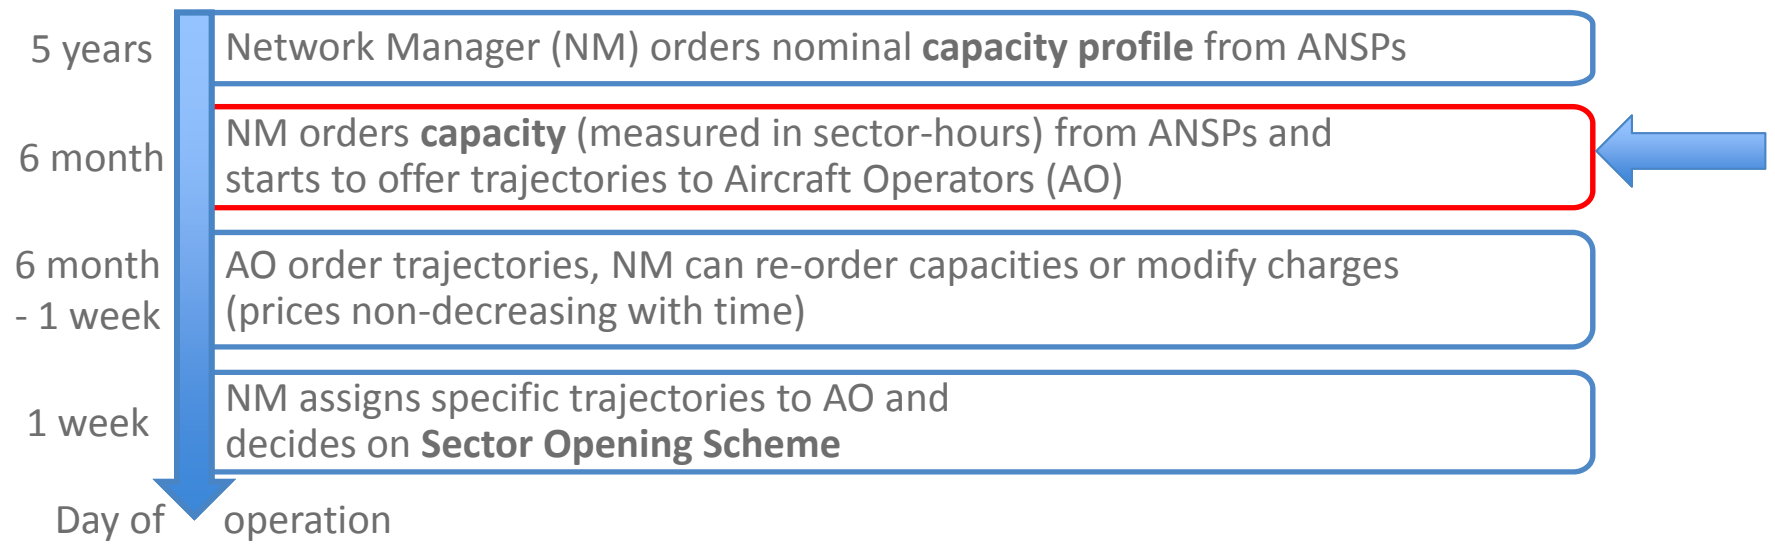 5 years
Network Manager (NM) orders nominal capacity profile from ANSPs
6 month
NM orders capacity (measured in sector-hours) from ANSPs and
starts to offer trajectories to Aircraft Operators (AO)
6 month
- 1 week
AO order trajectories, NM can re-order capacities or modify charges
(prices non-decreasing with time)
1 week
NM assigns specific trajectories to AO and
decides on Sector Opening Scheme
Day of operation